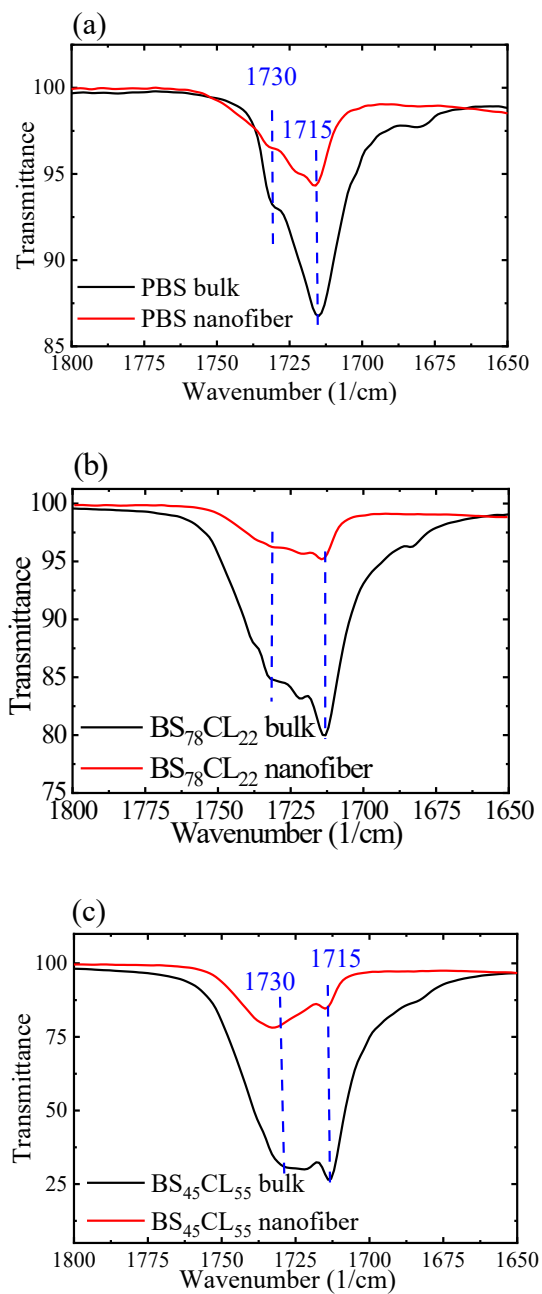 (a)
1730
1715
100
95
90
85
Transmittance
PBS bulk
PBS nanofiber
1800 1775 1750 1725 1700 1675 1650
Wavenumber (1/cm)
(b)
100
95
90
85
80
75
Transmittance
BS₇₈CL₂₂ bulk
BS₇₈CL₂₂ nanofiber
1800 1775 1750 1725 1700 1675 1650
Wavenumber (1/cm)
(c)
1715
1730
100
75
50
25
Transmittance
BS₄₅CL₅₅ bulk
BS₄₅CL₅₅ nanofiber
1800 1775 1750 1725 1700 1675 1650
Wavenumber (1/cm)